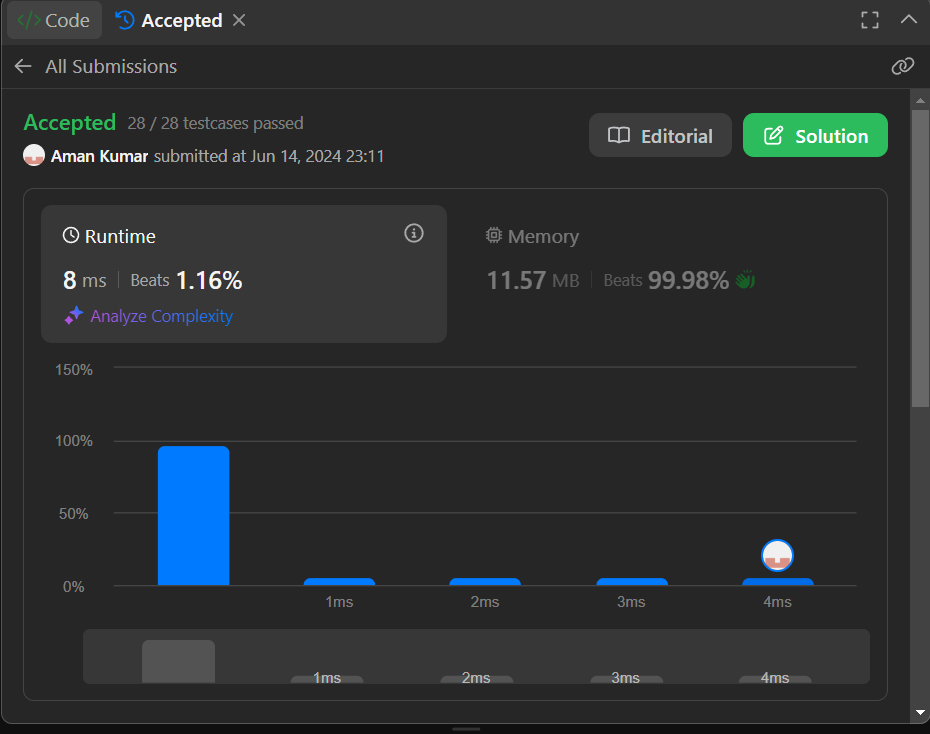 </> Code Accepted
All Submissions
Accepted 28 / 28 testcases passed
Editorial Solution
Aman Kumar submitted at Jun 14, 2024 23:11
Runtime
Memory
8 ms Beats 1.16%
11.57 MB Beats 99.98%
Analyze Complexity
150%
100%
50%
0%
1ms 2ms 3ms 4ms
1ms 2ms 3ms 4ms